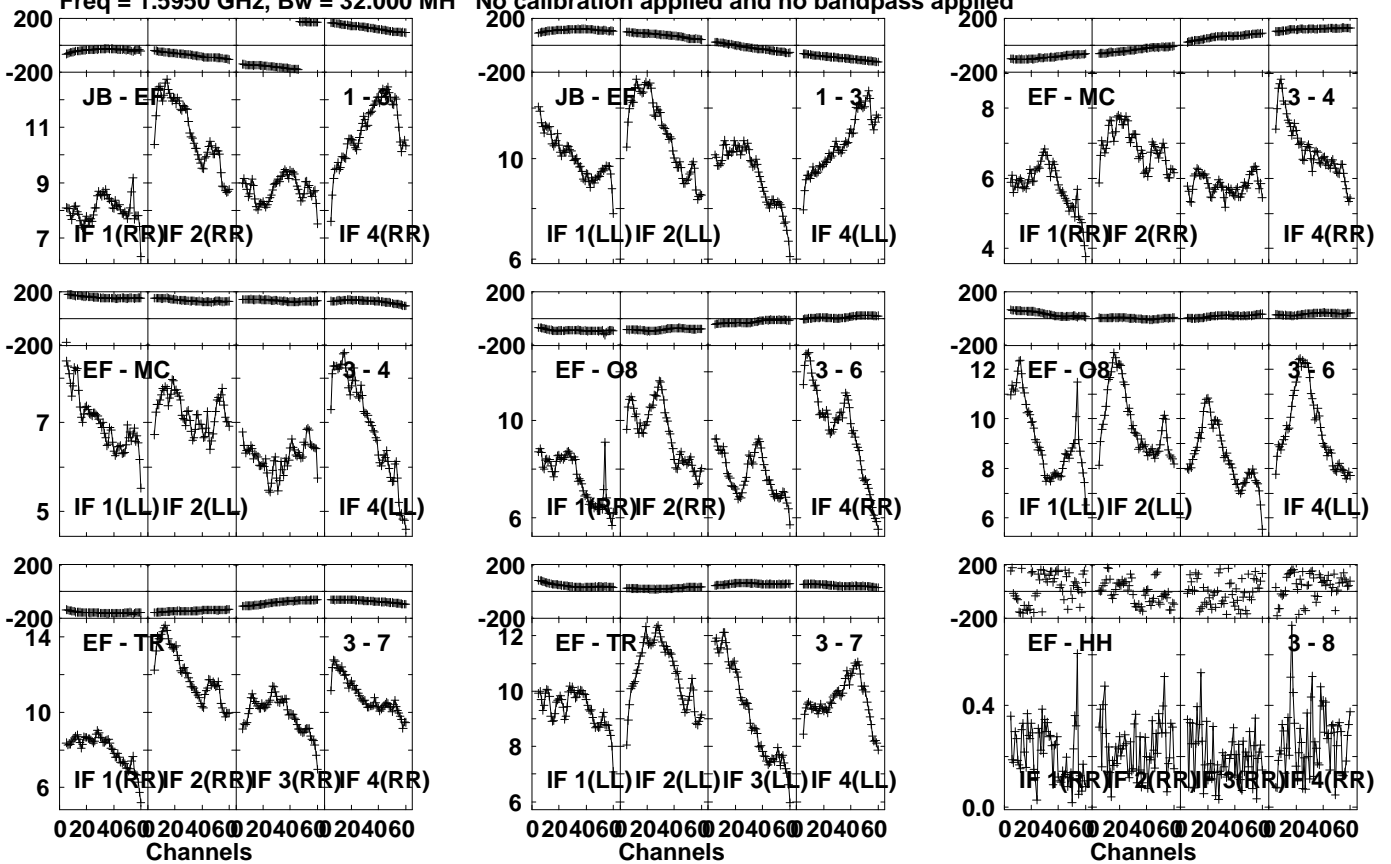 Freq = 1.5950 GHz, Bw = 32.000 MH No calibration applied and no bandpass applied
200
-200
JB - EF 1 - 3
11
9
7
IF 1(RR) IF 2(RR) IF 4(RR)
200
-200
JB - EF 1 - 3
10
6
IF 1(LL) IF 2(LL) IF 4(LL)
200
-200
EF - MC 3 - 4
8
6
4
IF 1(RR) IF 2(RR) IF 4(RR)
200
-200
EF - MC 3 - 4
7
5
IF 1(LL) IF 2(LL) IF 4(LL)
200
-200
EF - O8 3 - 6
10
6
IF 1(RR) IF 2(RR) IF 4(RR)
200
-200
EF - O8 3 - 6
12
10
8
6
IF 1(LL) IF 2(LL) IF 4(LL)
200
-200
EF - TR 3 - 7
14
10
6
IF 1(RR) IF 2(RR) IF 3(RR) IF 4(RR)
0 20 40 60 0 20 40 60 0 20 40 60 0 20 40 60
Channels
200
-200
EF - TR 3 - 7
12
10
8
6
IF 1(LL) IF 2(LL) IF 3(LL) IF 4(LL)
0 20 40 60 0 20 40 60 0 20 40 60 0 20 40 60
Channels
200
-200
EF - HH 3 - 8
0.4
0.0
IF 1(RR) IF 2(RR) IF 3(RR) IF 4(RR)
0 20 40 60 0 20 40 60 0 20 40 60 0 20 40 60
Channels